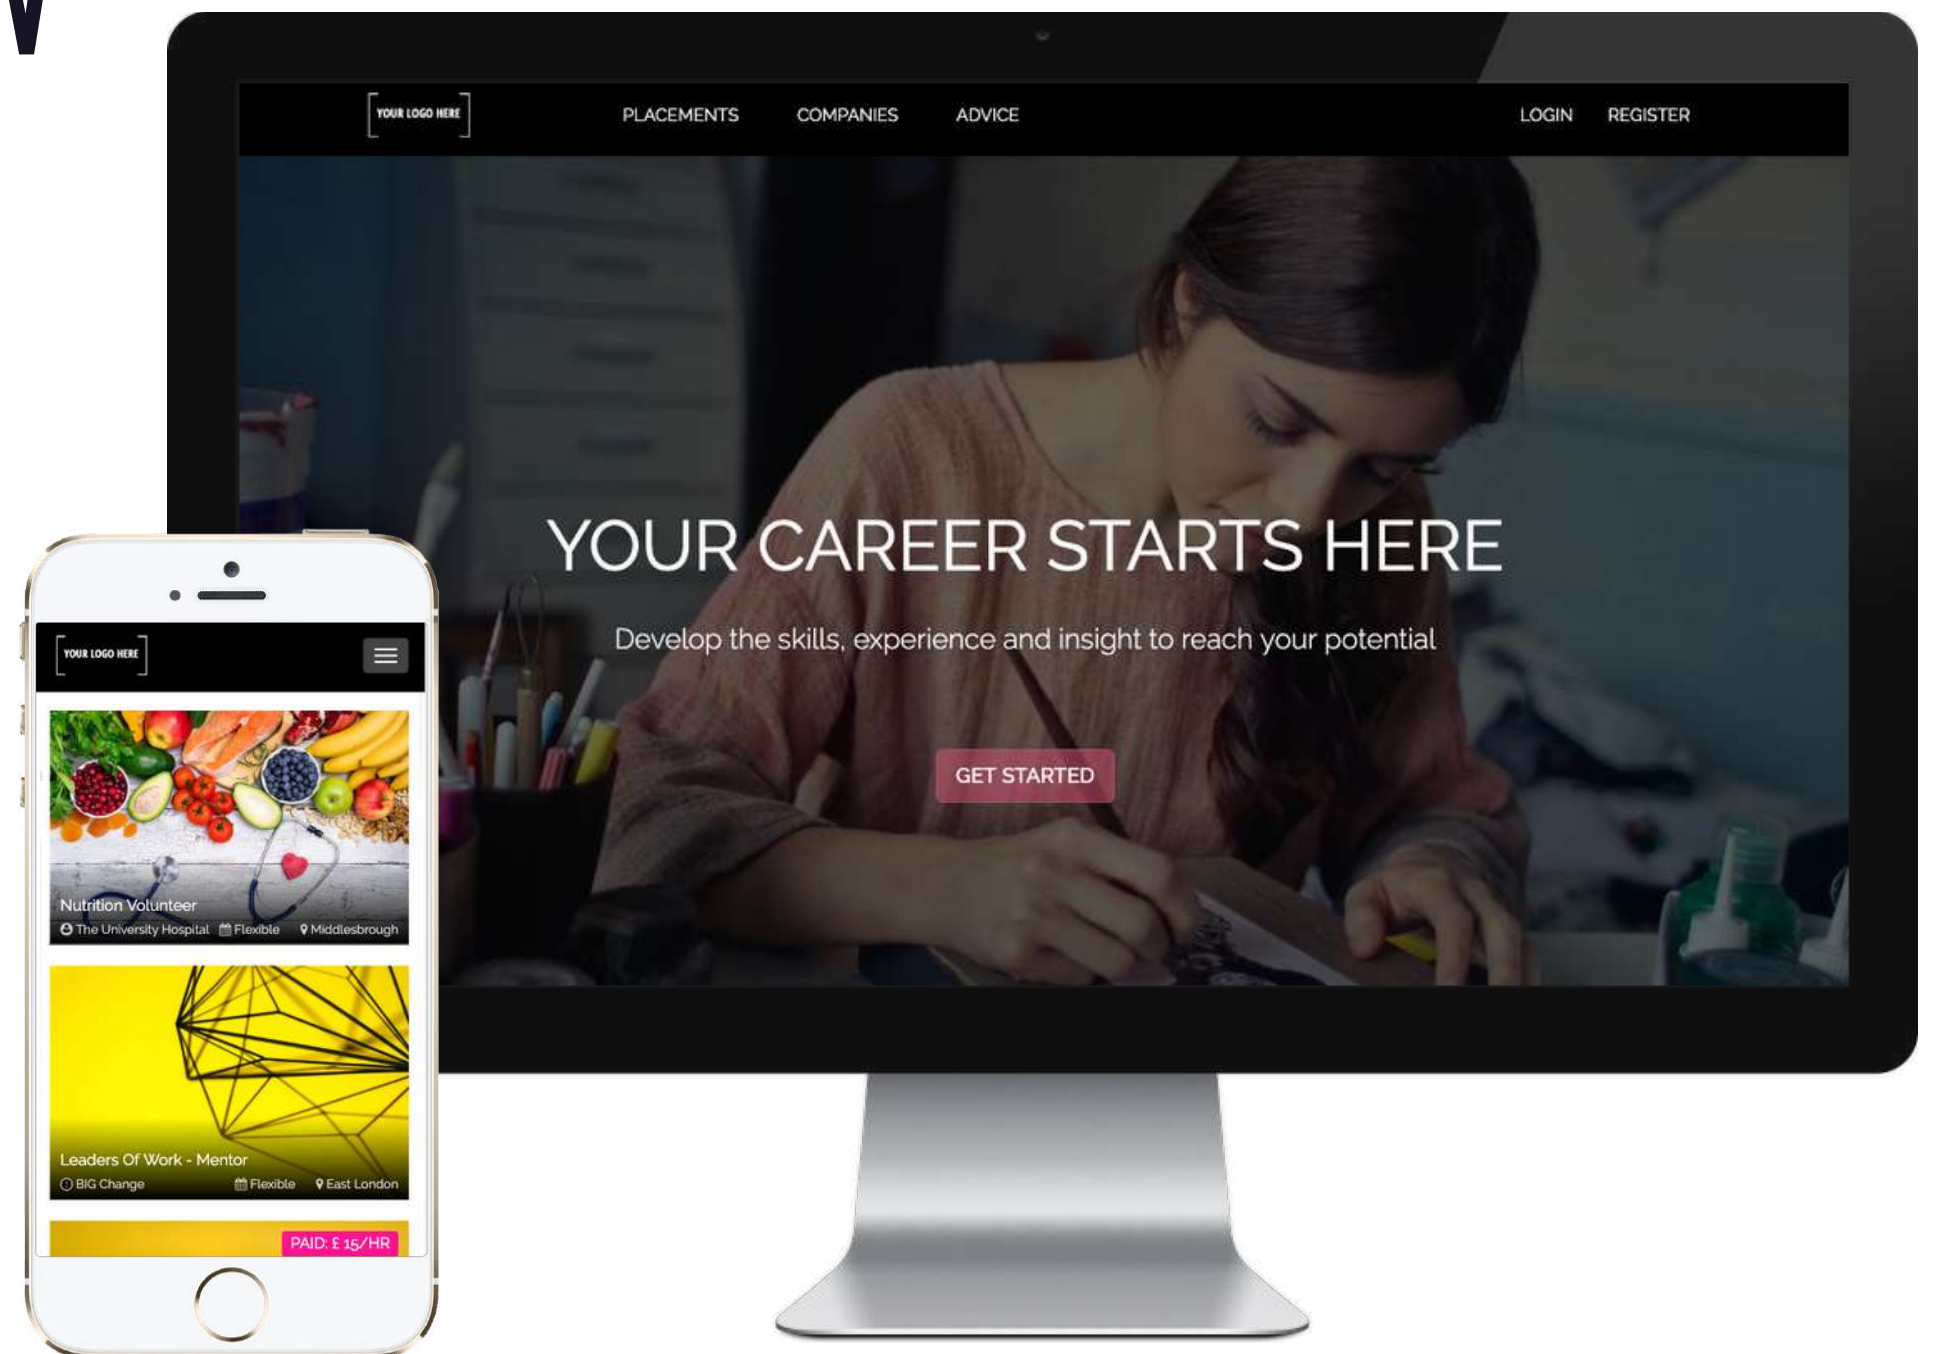 YOUR LOGO HERE
PLACEMENTS COMPANIES ADVICE LOGIN REGISTER
YOUR CAREER STARTS HERE
Develop the skills, experience and insight to reach your potential
GET STARTED
YOUR LOGO HERE
Nutrition Volunteer
The University Hospital Flexible Middlesbrough
Leaders Of Work - Mentor
BIG Change Flexible East London
PAID: £ 15/HR